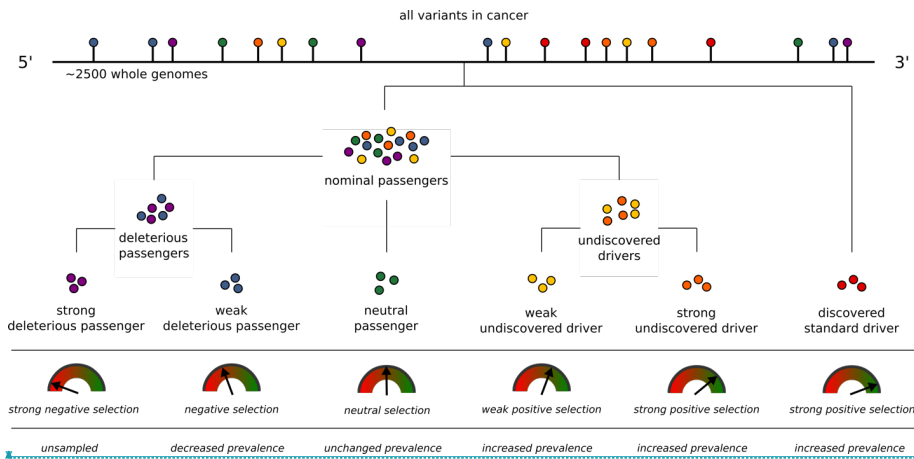 all variants in cancer
5'
3'
~2500 whole genomes
nominal passengers
deleterious
passengers
undiscovered
drivers
strong
deleterious passenger
weak
deleterious passenger
neutral
passenger
weak
undiscovered driver
strong
undiscovered driver
discovered
standard driver
strong negative selection
negative selection
neutral selection
weak positive selection
strong positive selection
strong positive selection
unsampled
decreased prevalence
unchanged prevalence
increased prevalence
increased prevalence
increased prevalence